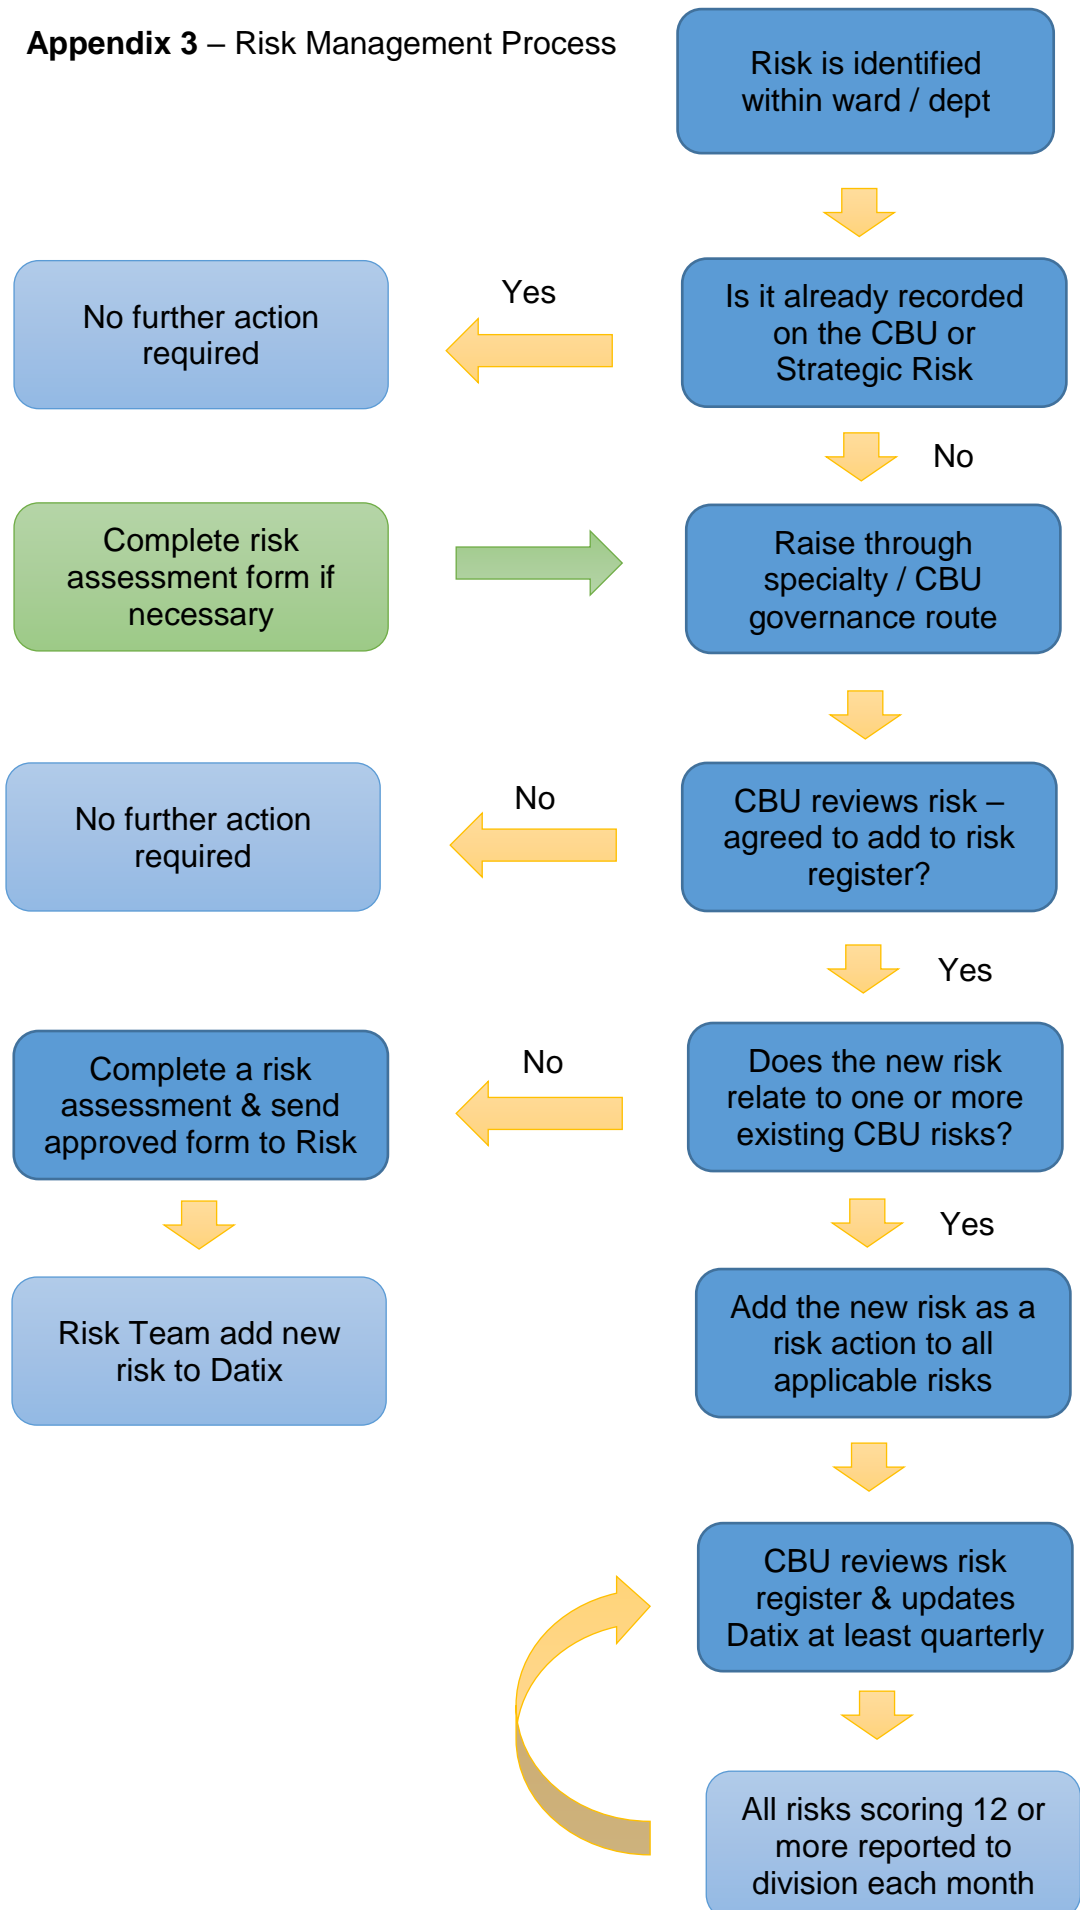 Appendix 3 – Risk Management Process
Risk is identified
within ward / dept
Is it already recorded
on the CBU or
Strategic Risk
Yes
No further action
required
No
Complete risk
assessment form if
necessary
Raise through
specialty / CBU
governance route
CBU reviews risk –
agreed to add to risk
register?
No
No further action
required
Yes
Does the new risk
relate to one or more
existing CBU risks?
No
Complete a risk
assessment & send
approved form to Risk
Risk Team add new
risk to Datix
Yes
Add the new risk as a
risk action to all
applicable risks
CBU reviews risk
register & updates
Datix at least quarterly
All risks scoring 12 or
more reported to
division each month